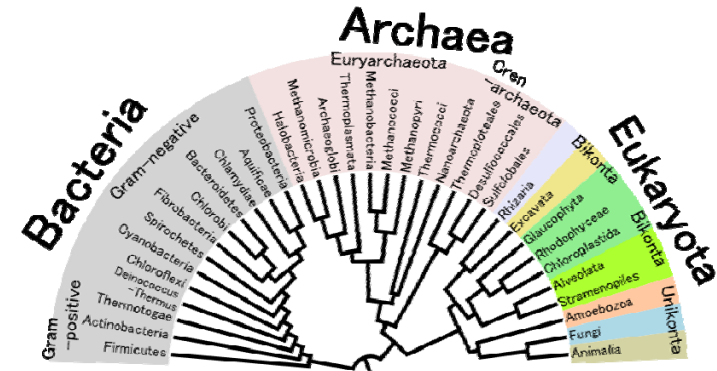 Bacteria
Archaea
Eukaryota
Gram
-positive
Gram-negative
Euryarchaeota
Cren
-archaeota
Bikonta
Bikonta
Unikonta
Firmicutes
Actinobacteria
Thermotogae
Deinococcus
-Thermus
Chloroflexi
Cyanobacteria
Spirochetes
Fibrobacteria
Chlorobi
Bacteroidetes
Chlamydiae
Aquificae
Proteobacteria
Halobacteria
Methanomicrobia
Archaeoglobi
Thermoplasmata
Methanobacteria
Methanococci
Methanopyri
Thermococci
Nanoarchaeota
Thermoproteales
Desulfurococcales
Sulfolobales
Rhizaria
Excavata
Glaucophyta
Rhodophyceae
Chloroplastida
Alveolata
Stramenopiles
Amoebozoa
Fungi
Animalia